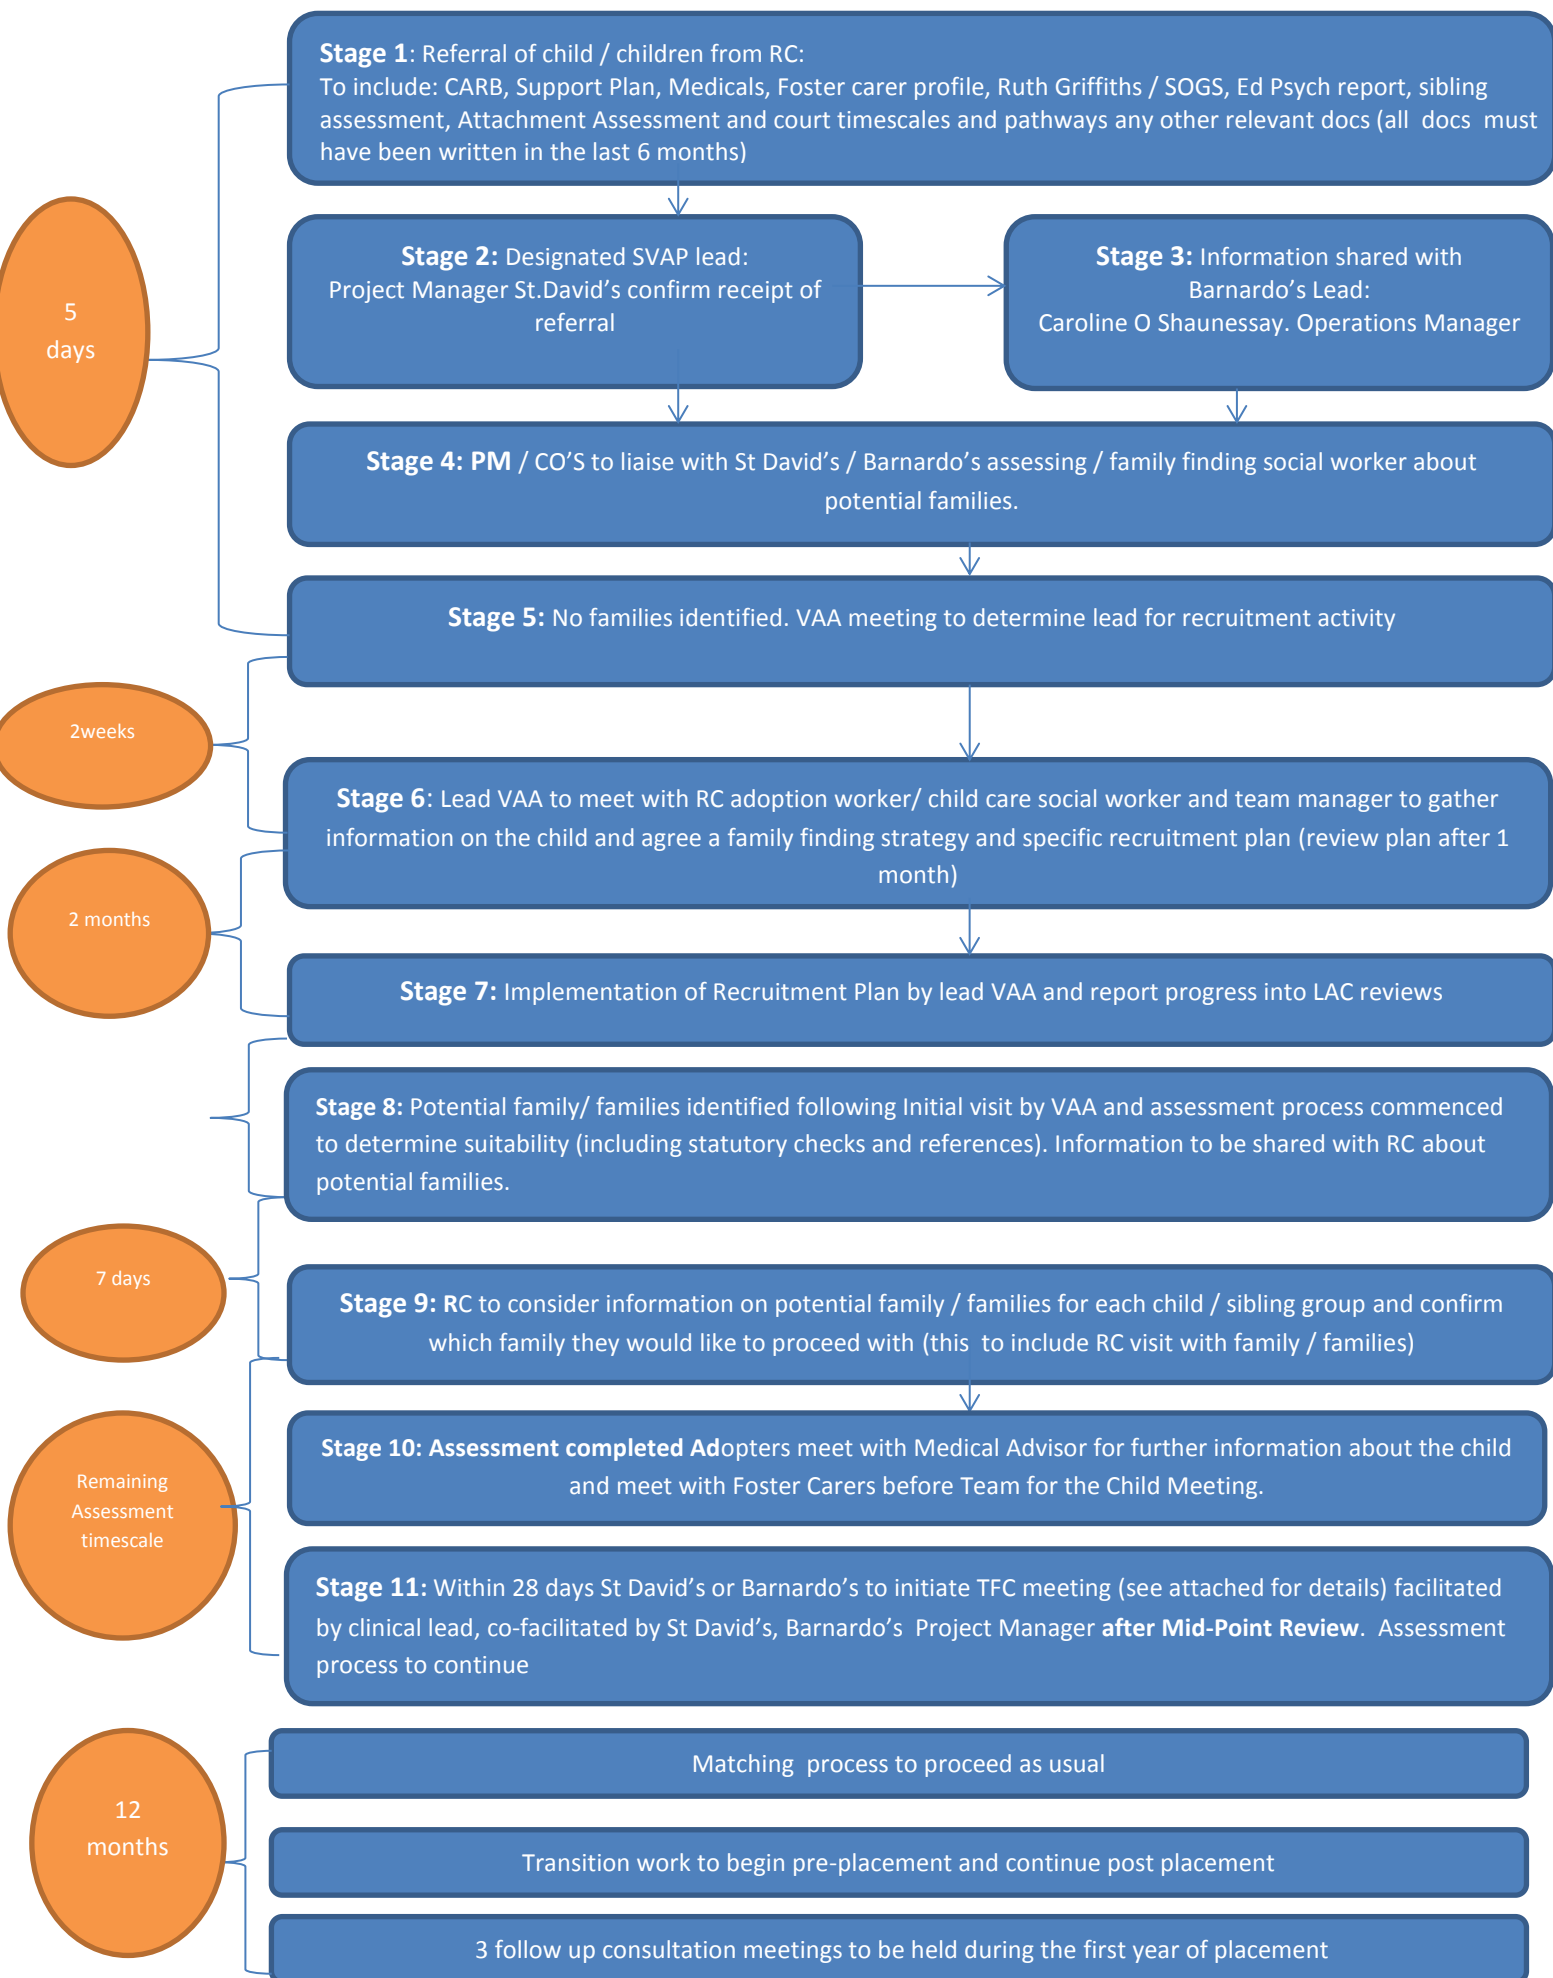 Stage 1: Referral of child / children from RC:
To include: CARB, Support Plan, Medicals, Foster carer profile, Ruth Griffiths / SOGS, Ed Psych report, sibling
assessment, Attachment Assessment and court timescales and pathways any other relevant docs (all docs must
have been written in the last 6 months)
5
days
Stage 2: Designated SVAP lead:
Project Manager St.David's confirm receipt of
referral
Stage 3: Information shared with
Barnardo's Lead:
Caroline O Shaunessay. Operations Manager
Stage 4: PM / CO'S to liaise with St David's / Barnardo's assessing / family finding social worker about
potential families.
Stage 5: No families identified. VAA meeting to determine lead for recruitment activity
2weeks
Stage 6: Lead VAA to meet with RC adoption worker/ child care social worker and team manager to gather
information on the child and agree a family finding strategy and specific recruitment plan (review plan after 1
month)
2 months
Stage 7: Implementation of Recruitment Plan by lead VAA and report progress into LAC reviews
Stage 8: Potential family/ families identified following Initial visit by VAA and assessment process commenced
to determine suitability (including statutory checks and references). Information to be shared with RC about
potential families.
7 days
Stage 9: RC to consider information on potential family / families for each child / sibling group and confirm
which family they would like to proceed with (this to include RC visit with family / families)
Stage 10: Assessment completed Adopters meet with Medical Advisor for further information about the child
and meet with Foster Carers before Team for the Child Meeting.
Remaining
Assessment
timescale
Stage 11: Within 28 days St David's or Barnardo's to initiate TFC meeting (see attached for details) facilitated
by clinical lead, co-facilitated by St David's, Barnardo's Project Manager after Mid-Point Review. Assessment
process to continue
12
months
Matching process to proceed as usual
Transition work to begin pre-placement and continue post placement
3 follow up consultation meetings to be held during the first year of placement